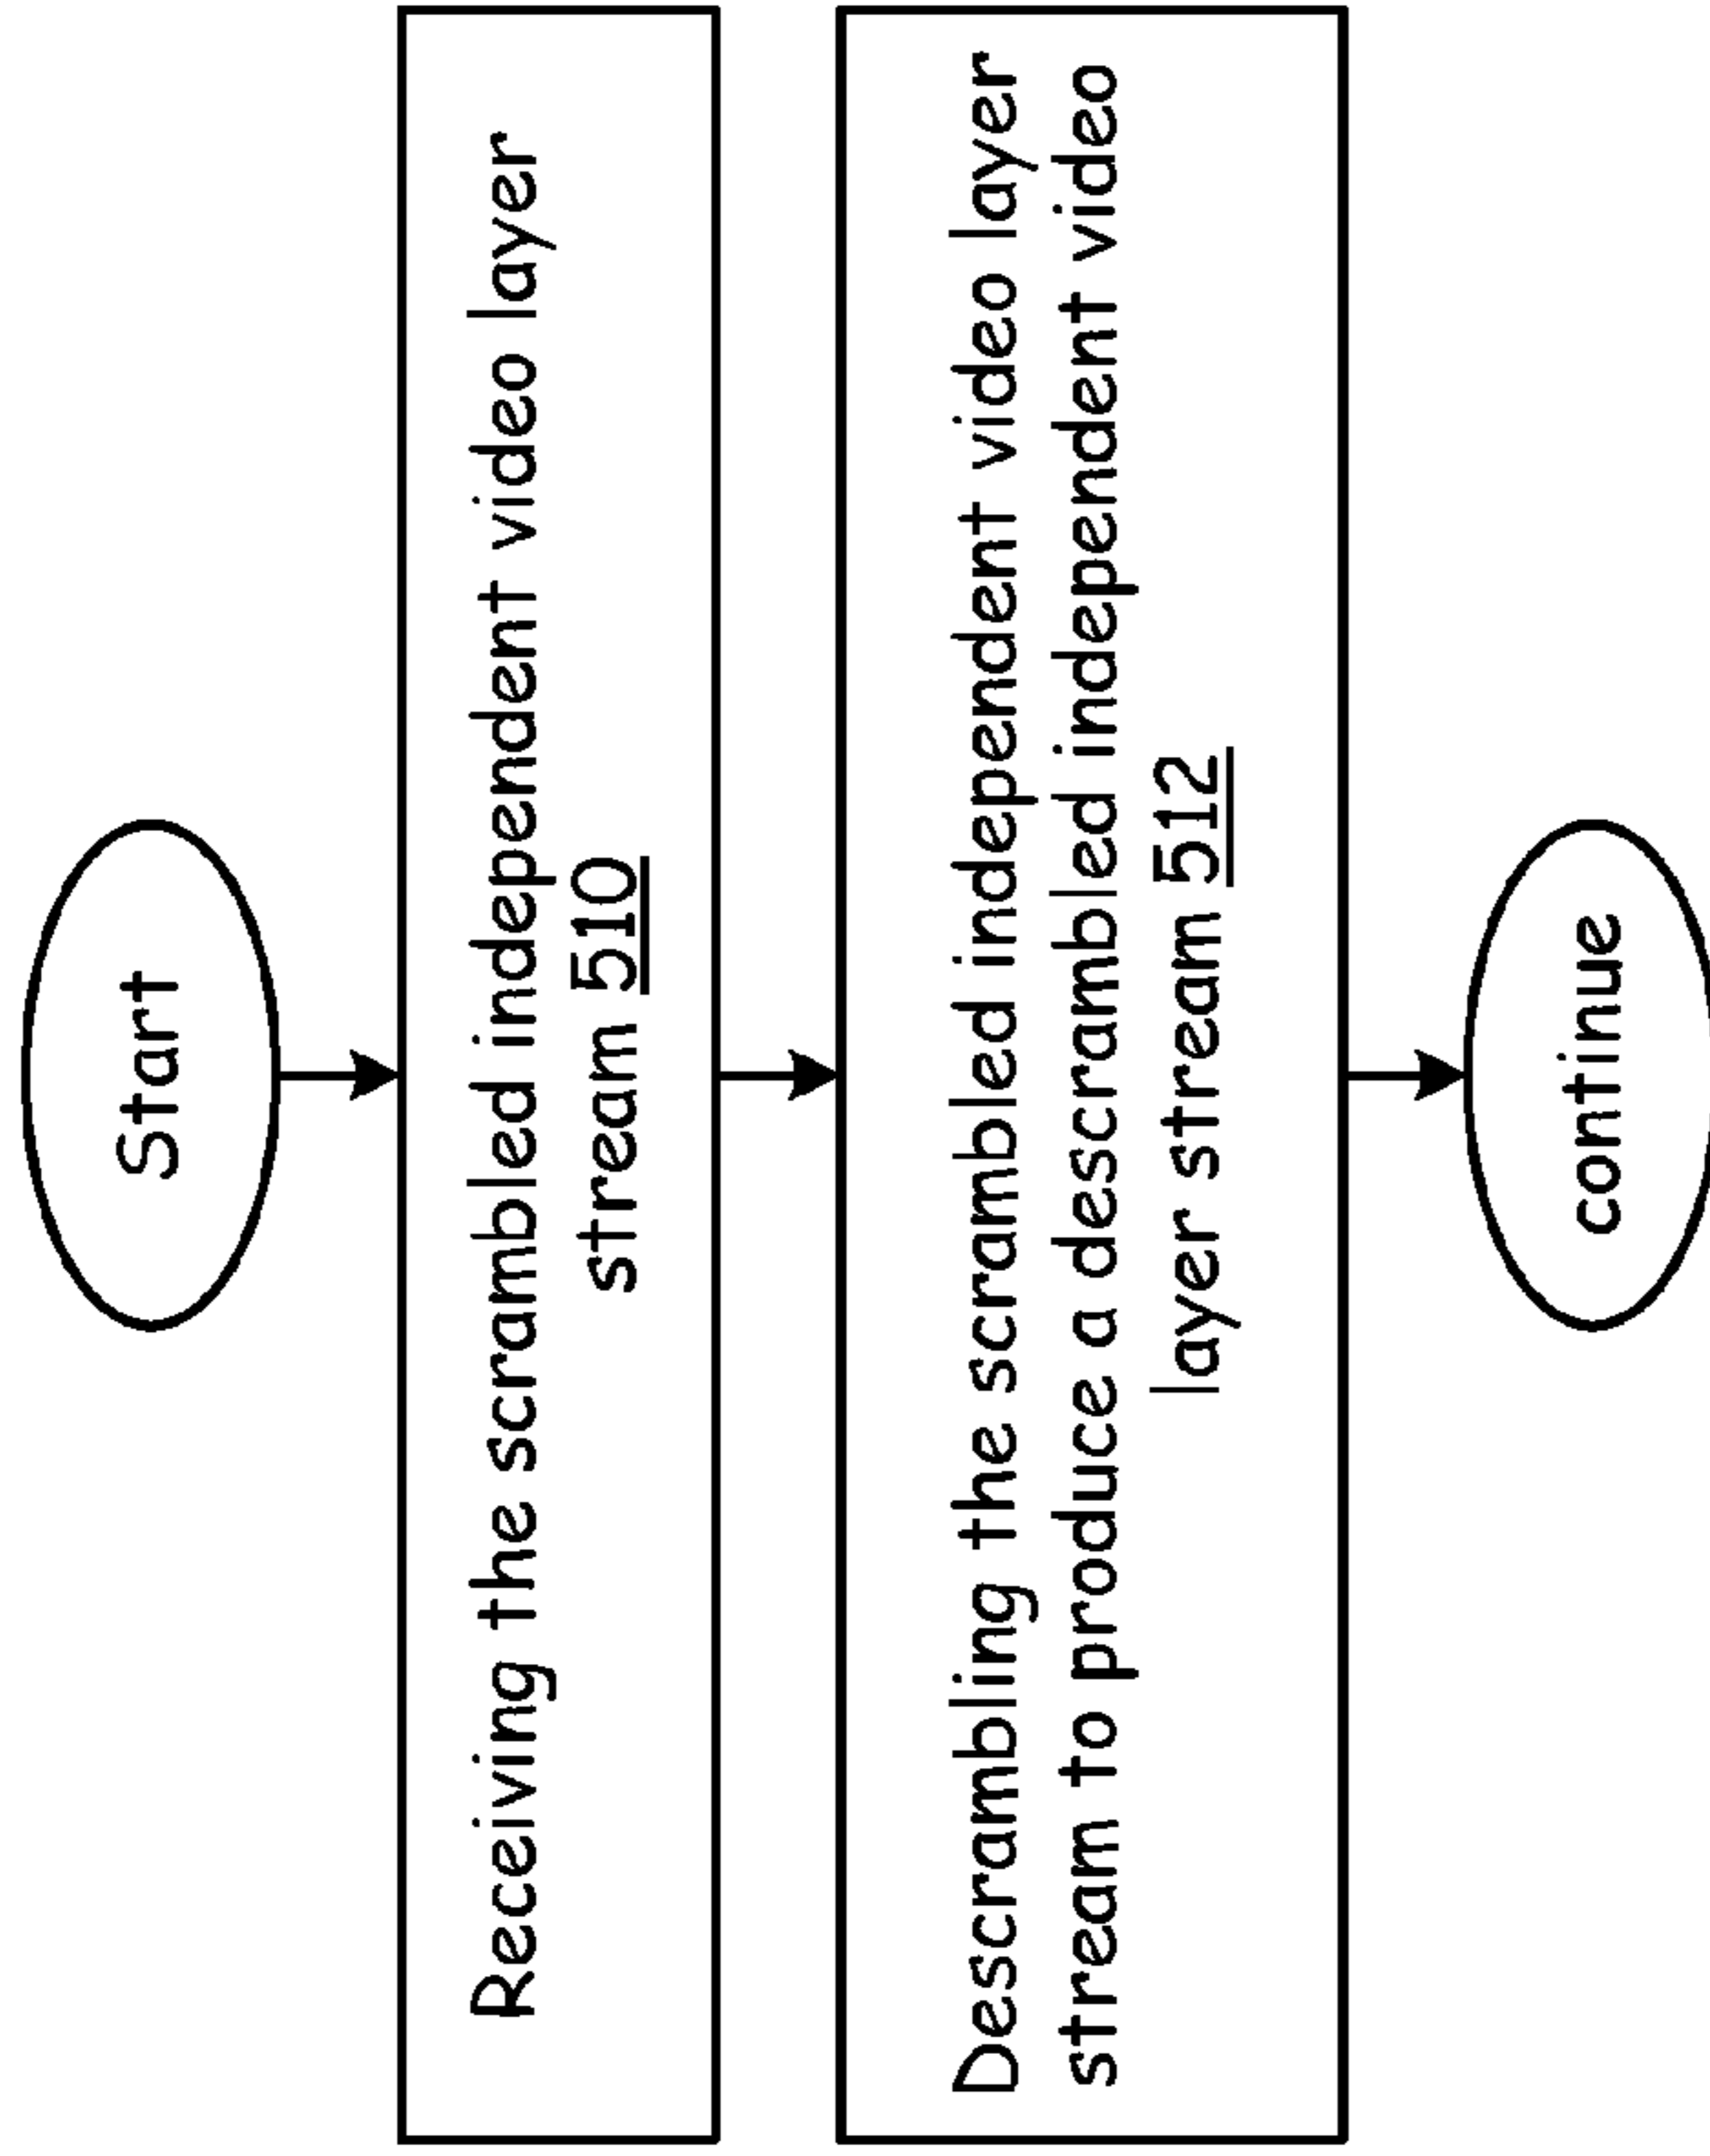 Start
Receiving the scrambled independent video layer
stream 510
Descrambling the scrambled independent video layer
stream to produce a descrambled independent video
layer stream 512
continue